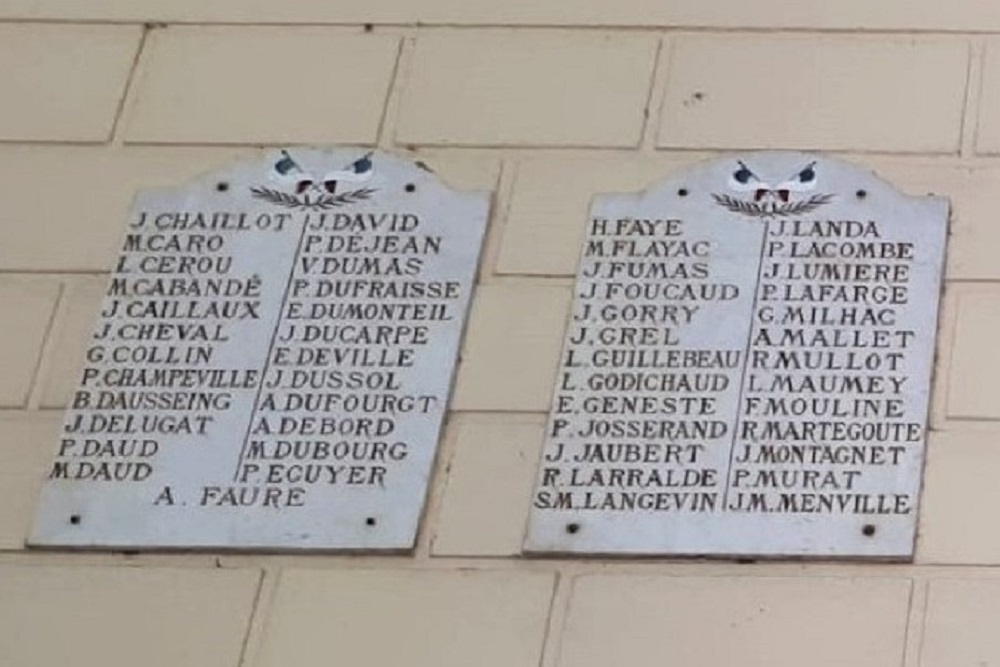 J. CHAILLOT
M. CARO
L. CEROU
M. CABANDÉ
J. CAILLAUX
J. CHEVAL
G. COLLIN
P. CHAMPEVILLE
B. DAUSSEING
J. DELUGAT
P. DAUD
M. DAUD
J. DAVID
P. DEJEAN
V. DUMAS
P. DUFRAISSE
E. DUMONTEIL
J. DUCARPE
E. DEVILLE
J. DUSSOL
A. DUFOURGT
A. DEBORD
M. DUBOURG
P. ECUYER
A. FAURE
H. FAYE
M. FLAYAC
J. FUMAS
J. FOUCAUD
J. GORRY
J. GREL
L. GUILLEBEAU
L. GODICHAUD
E. GENESTE
P. JOSSERAND
J. JAUBERT
R. LARRALDE
S.M. LANGEVIN
J. LANDA
P. LACOMBE
J. LUMIERE
P. LAFARGE
G. MILHAC
A. MALLET
R. MULLOT
L. MAUMEY
F. MOULINE
R. MARTEGOUTE
J. MONTAGNET
P. MURAT
J.M. MENVILLE